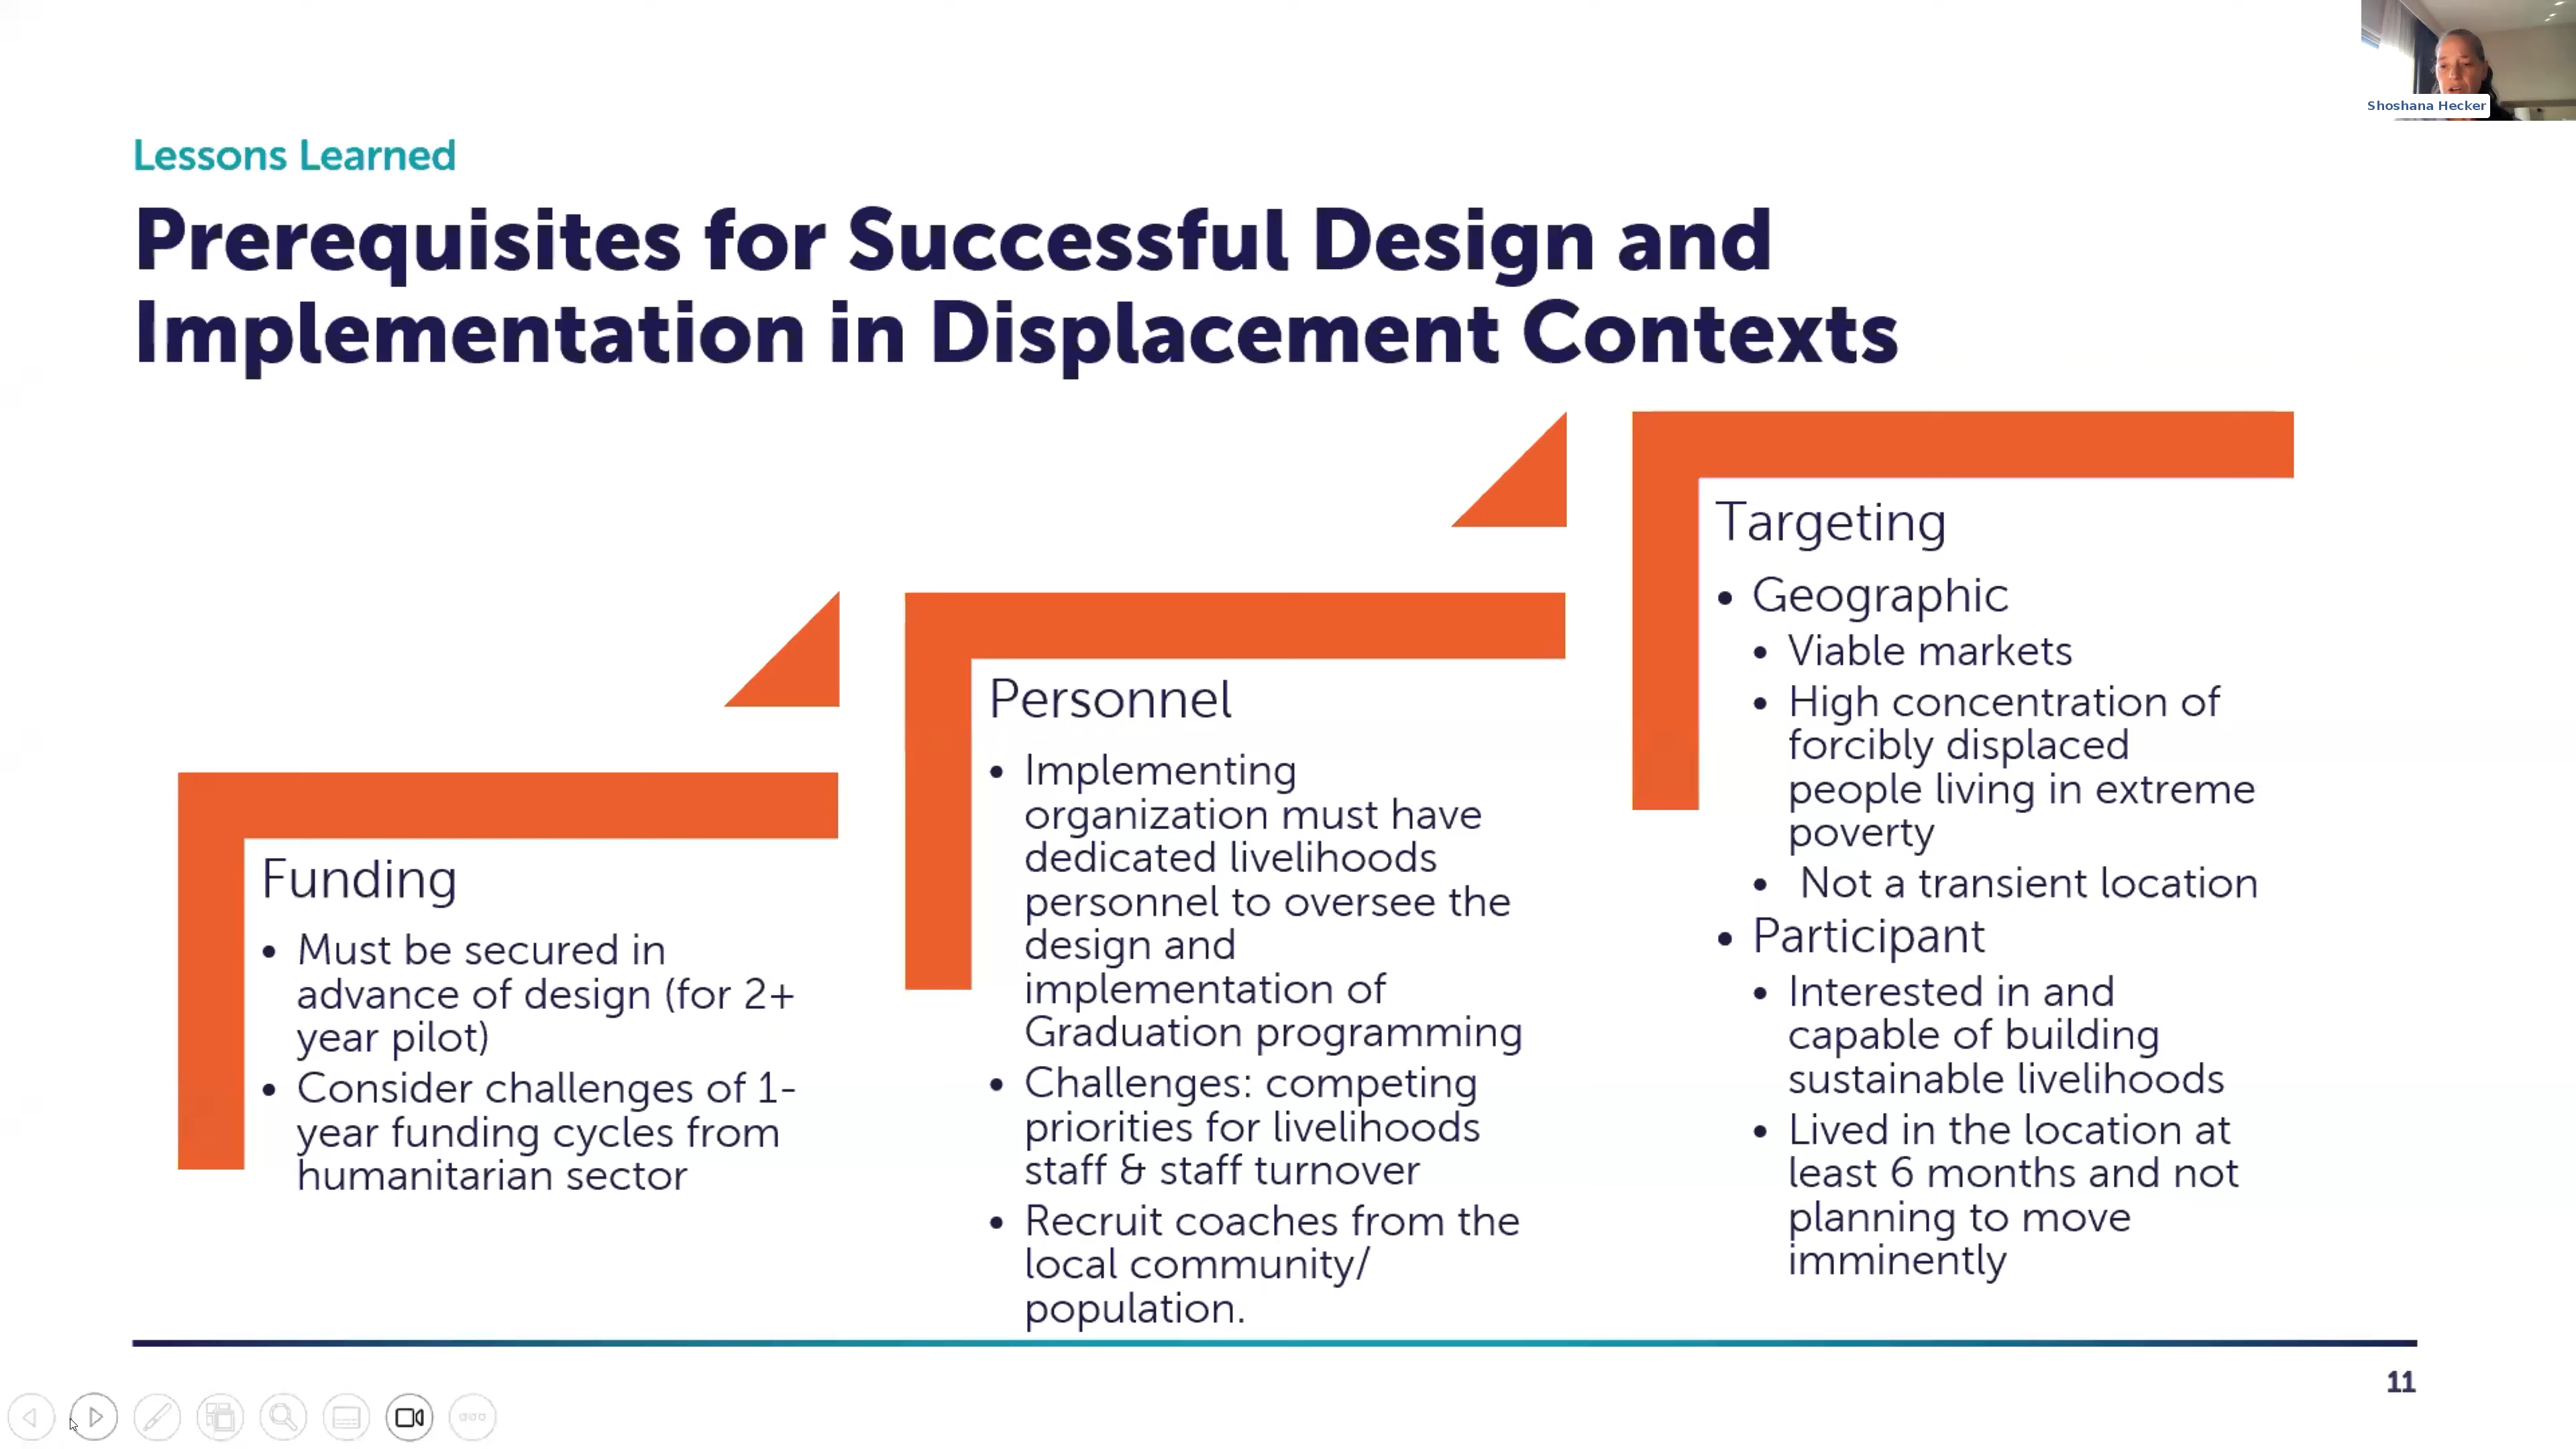 Shoshana Hecker
Lessons Learned
Prerequisites for Successful Design and
Implementation in Displacement Contexts
Funding
• Must be secured in
advance of design (for 2+
year pilot)
• Consider challenges of 1-
year funding cycles from
humanitarian sector
Personnel
• Implementing
organization must have
dedicated livelihoods
personnel to oversee the
design and
implementation of
Graduation programming
• Challenges: competing
priorities for livelihoods
staff & staff turnover
• Recruit coaches from the
local community/
population.
Targeting
• Geographic
• Viable markets
• High concentration of
forcibly displaced
people living in extreme
poverty
• Not a transient location
• Participant
• Interested in and
capable of building
sustainable livelihoods
• Lived in the location at
least 6 months and not
planning to move
imminently
11